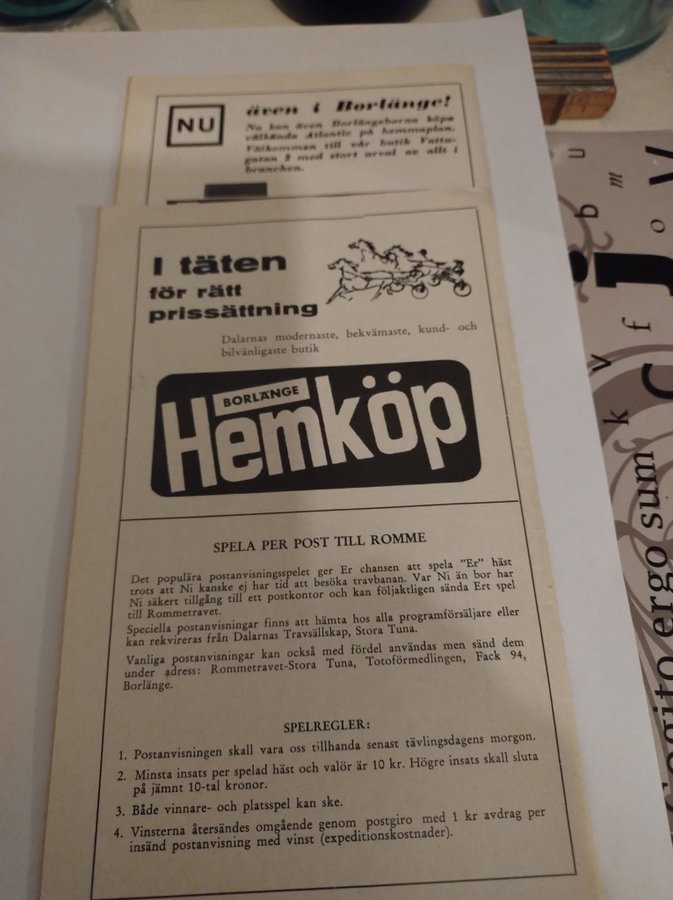 NU
även i Borlänge!
Nu kan även Borlängeborna köpa
välkända Atlantic på hemmaplan.
Välkommen till vår butik Vattu-
gatan 2 med stort urval av allt i
branchen.
I täten
för rätt
prissättning
Dalarnas modernaste, bekvämaste, kund- och
bilvänligaste butik
BORLÄNGE
Hemköp
SPELA PER POST TILL ROMME
Det populära postanvisningsspelet ger Er chansen att spela "Er" häst
trots att Ni kanske ej har tid att besöka travbanan. Var Ni än bor har
Ni säkert tillgång till ett postkontor och kan följaktligen sända Ert spel
till Rommetravet.
Speciella postanvisningar finns att hämta hos alla programförsäljare eller
kan rekvireras från Dalarnas Travsällskap, Stora Tuna.
Vanliga postanvisningar kan också med fördel användas men sänd dem
under adress: Rommetravet-Stora Tuna, Totoförmedlingen, Fack 94,
Borlänge.
SPELREGLER:
1. Postanvisningen skall vara oss tillhanda senast tävlingsdagens morgon.
2. Minsta insats per spelad häst och valör är 10 kr. Högre insats skall sluta
på jämnt 10-tal kronor.
3. Både vinnare- och platsspel kan ske.
4. Vinsterna återsändes omgående genom postgiro med 1 kr avdrag per
insänd postanvisning med vinst (expeditionskostnader).
Cogito ergo sum